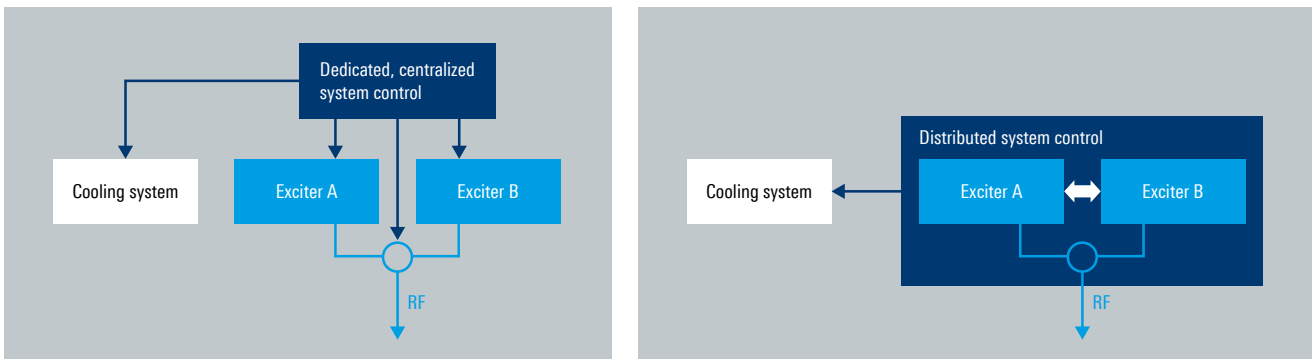 Dedicated, centralized
system control
Cooling system
Exciter A
Exciter B
RF
Distributed system control
Cooling system
Exciter A
Exciter B
RF